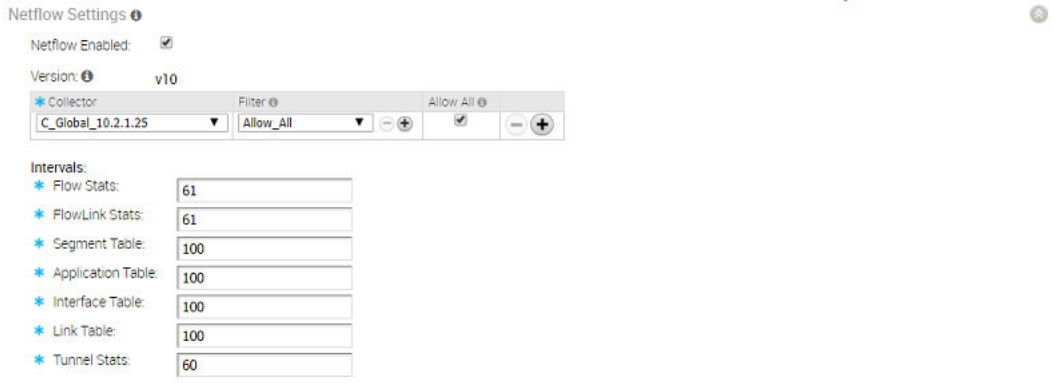 Netflow Settings
Netflow Enabled:
Version: v10
* Collector Filter Allow All
C_Global_10.2.1.25 Allow_All
Intervals:
* Flow Stats: 61
* FlowLink Stats: 61
* Segment Table: 100
* Application Table: 100
* Interface Table: 100
* Link Table: 100
* Tunnel Stats: 60